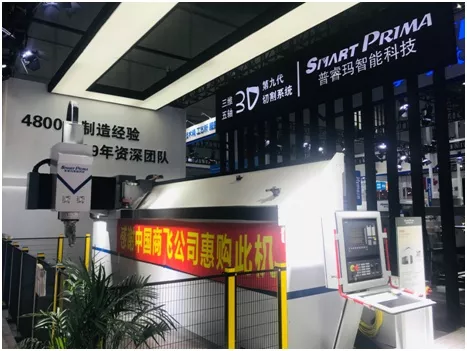 SMART PRIMA
普睿玛智能科技
三维
五轴
3D
第九代
切割系统
4800
制造经验
9年资深团队
SMART PRIMA
中国商飞公司惠购此机